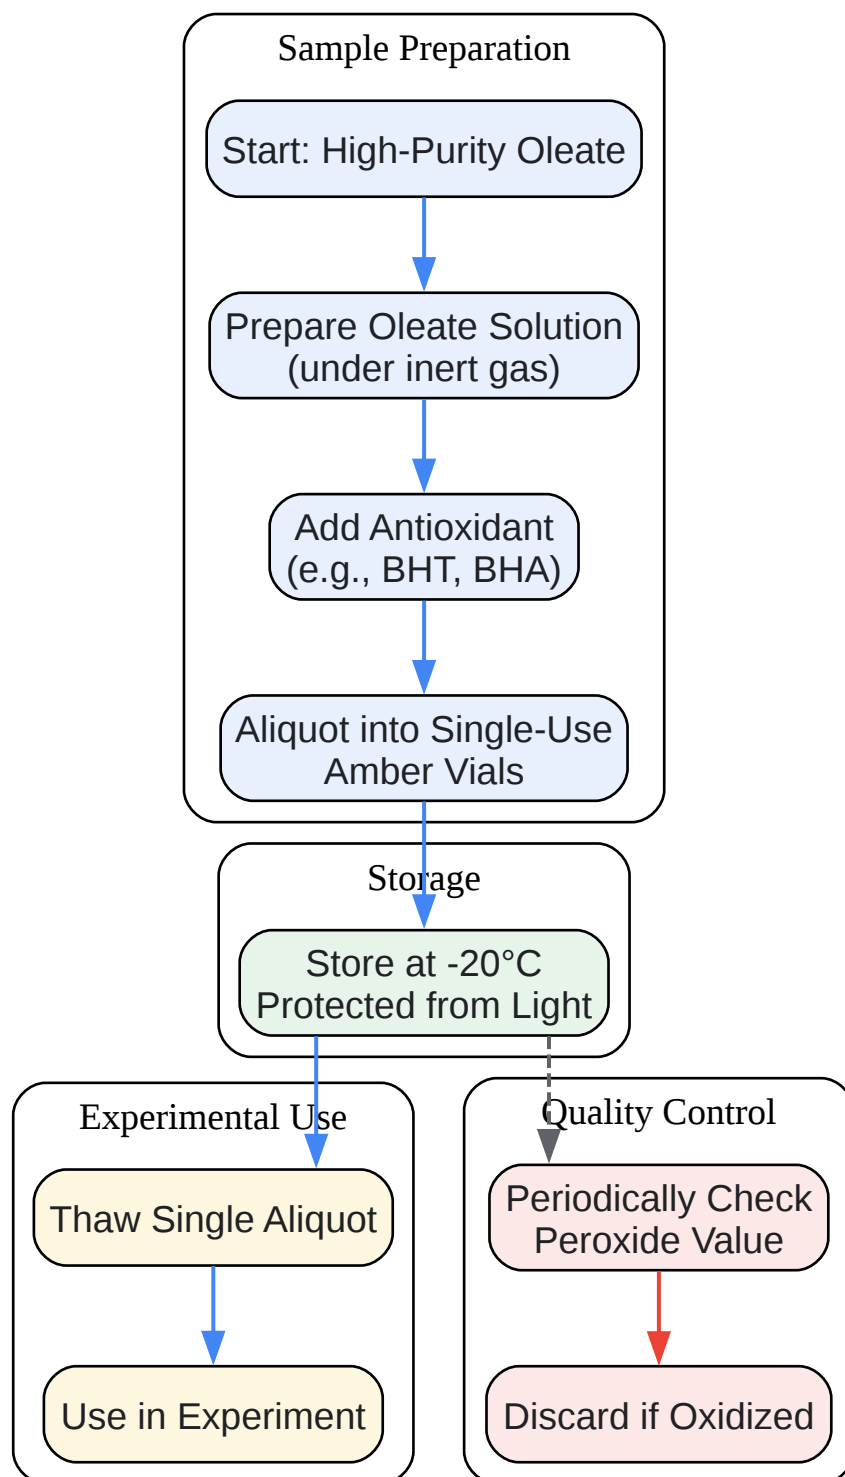 Sample Preparation
Start: High-Purity Oleate
Prepare Oleate Solution
(under inert gas)
Add Antioxidant
(e.g., BHT, BHA)
Aliquot into Single-Use
Amber Vials
Storage
Store at -20°C
Protected from Light
Experimental Use
Thaw Single Aliquot
Use in Experiment
Quality Control
Periodically Check
Peroxide Value
Discard if Oxidized